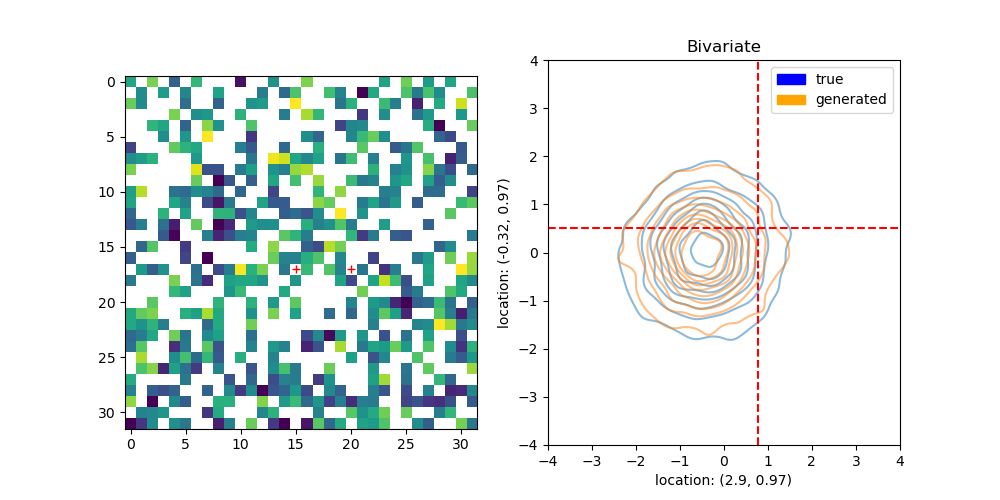 0
5
10
15
20
25
30
0 5 10 15 20 25 30
Bivariate
true
generated
4
3
2
1
0
−1
−2
−3
−4
−4 −3 −2 −1 0 1 2 3 4
location: (-0.32, 0.97)
location: (2.9, 0.97)